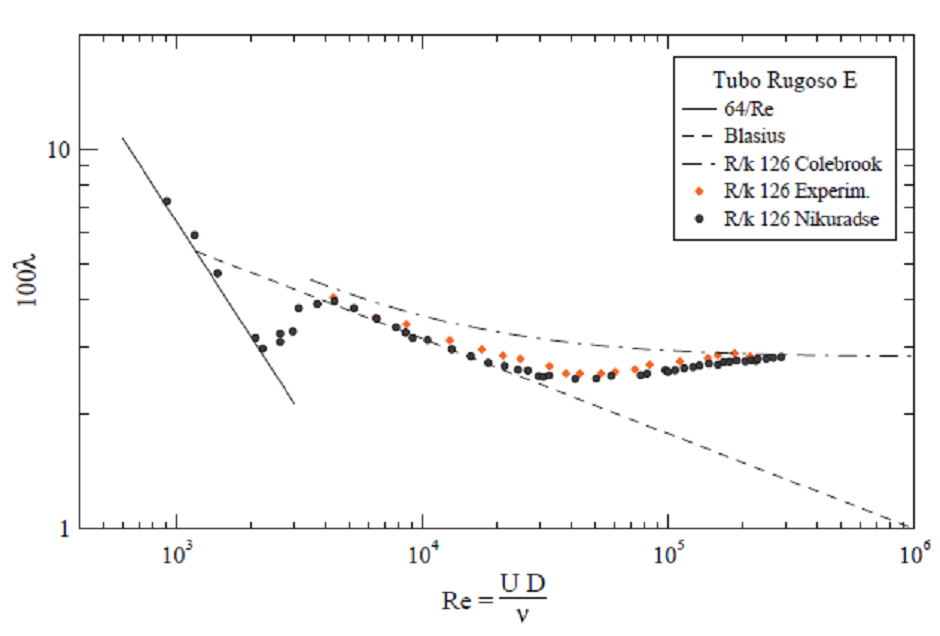 Tubo Rugoso E
64/Re
Blasius
R/k 126 Colebrook
R/k 126 Experim.
R/k 126 Nikuradse
10
1
100λ
10³ 10⁴ 10⁵ 10⁶
Re = U D / ν